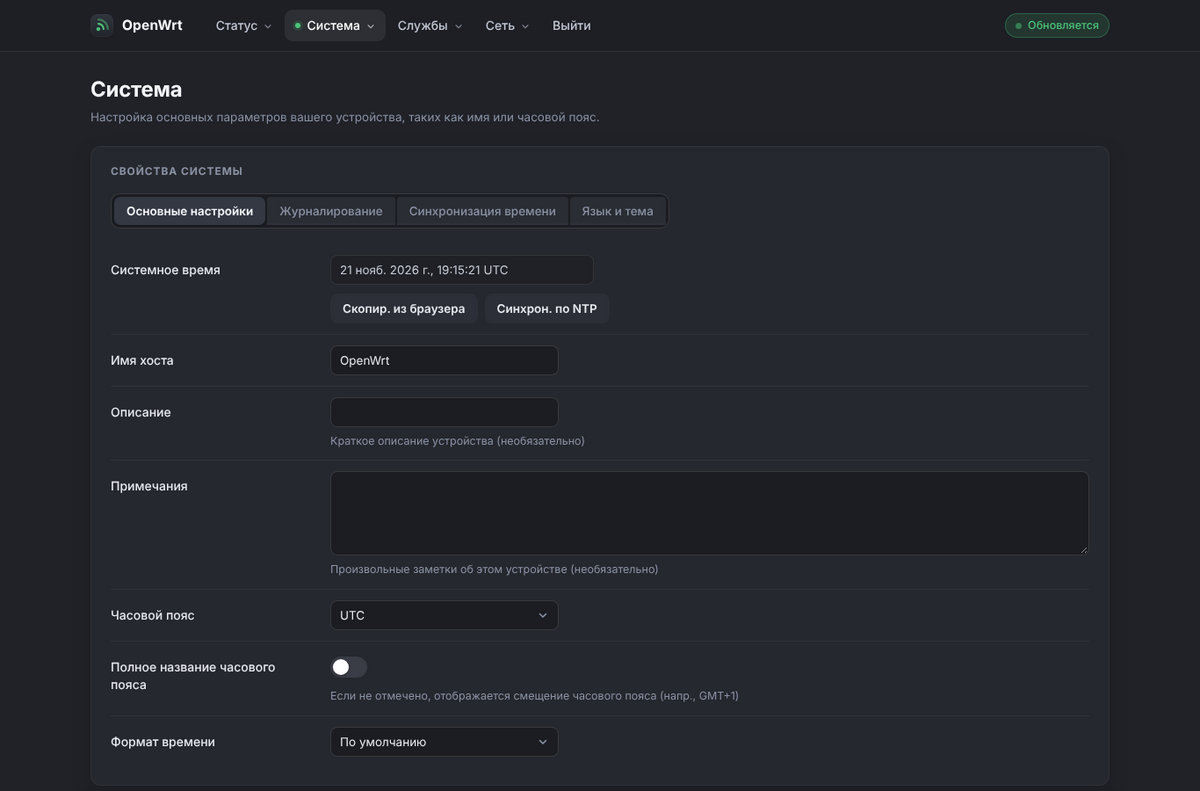 OpenWrt
Статус
Система
Службы
Сеть
Выйти
Обновляется
Система
Настройка основных параметров вашего устройства, таких как имя или часовой пояс.
СВОЙСТВА СИСТЕМЫ
Основные настройки
Журналирование
Синхронизация времени
Язык и тема
Системное время
21 нояб. 2026 г., 19:15:21 UTC
Скопир. из браузера
Синхрон. по NTP
Имя хоста
OpenWrt
Описание
Краткое описание устройства (необязательно)
Примечания
Произвольные заметки об этом устройстве (необязательно)
Часовой пояс
UTC
Полное название часового
пояса
Если не отмечено, отображается смещение часового пояса (напр., GMT+1)
Формат времени
По умолчанию